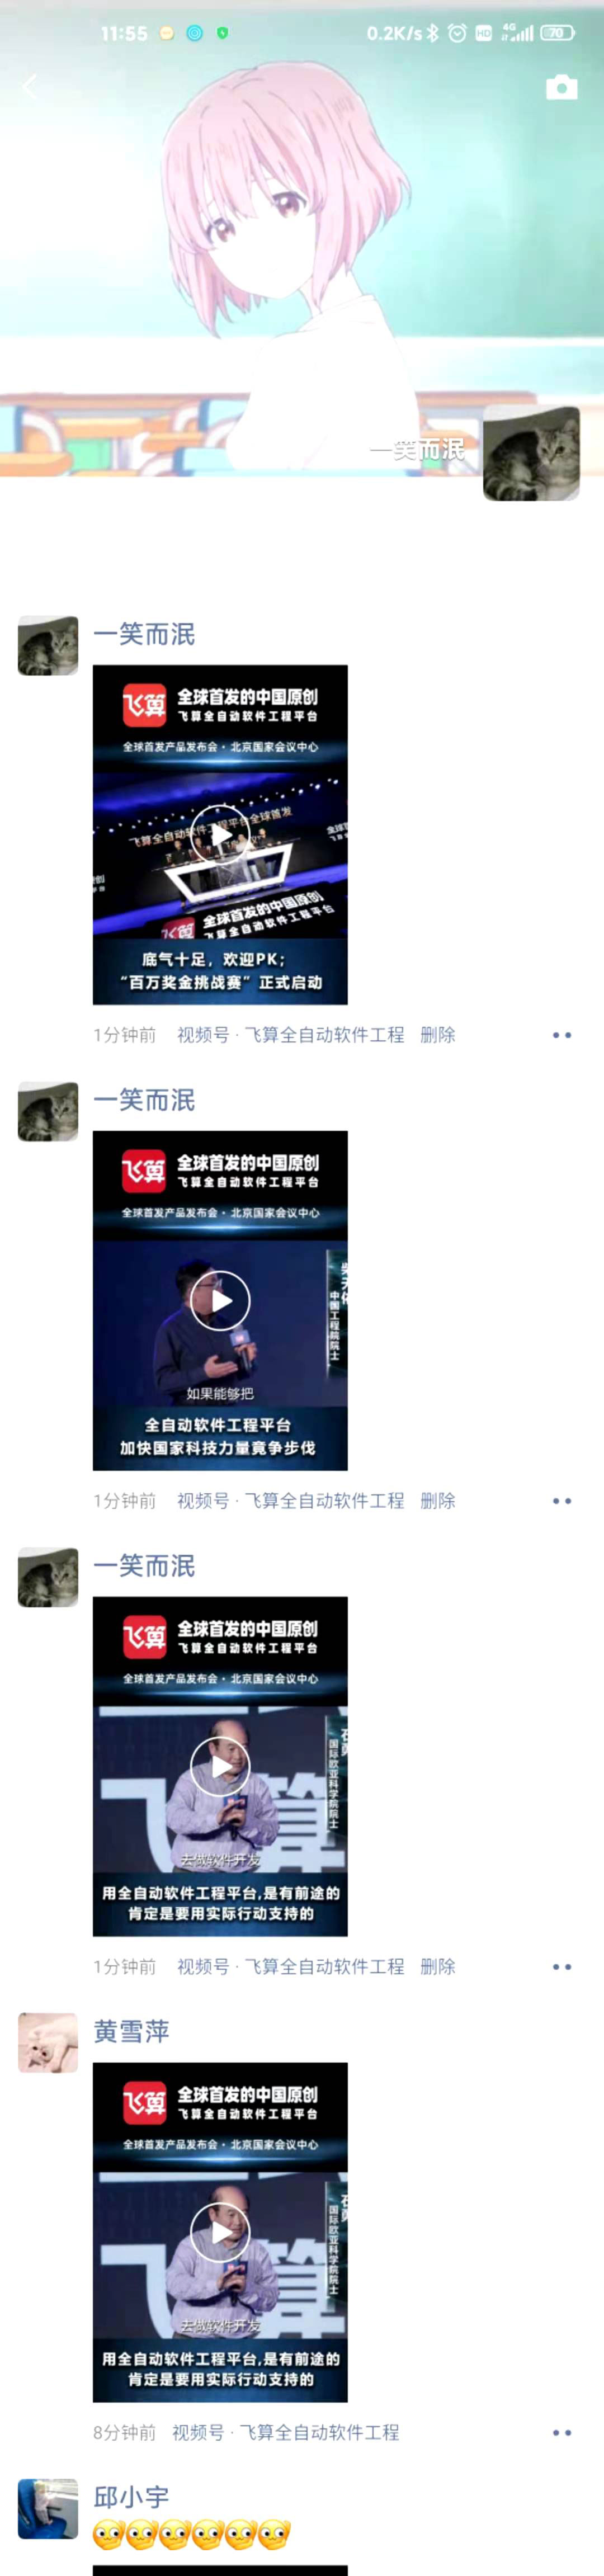 11:55
0.2K/s HD 4G 70
一笑而泯
一笑而泯
飞算 全球首发的中国原创
飞算全自动软件工程平台
全球首发产品发布会·北京国家会议中心
飞算全自动软件工程平台全球首发
飞算 全球首发的中国原创
飞算全自动软件工程平台
底气十足，欢迎PK；
“百万奖金挑战赛”正式启动
1分钟前 视频号·飞算全自动软件工程 删除
一笑而泯
飞算 全球首发的中国原创
飞算全自动软件工程平台
全球首发产品发布会·北京国家会议中心
中国工程院院士
如果能够把
全自动软件工程平台
加快国家科技力量竞争步伐
1分钟前 视频号·飞算全自动软件工程 删除
一笑而泯
飞算 全球首发的中国原创
飞算全自动软件工程平台
全球首发产品发布会·北京国家会议中心
飞算
国际欧亚科学院院士
去做软件开发
用全自动软件工程平台,是有前途的
肯定是要用实际行动支持的
1分钟前 视频号·飞算全自动软件工程 删除
黄雪萍
飞算 全球首发的中国原创
飞算全自动软件工程平台
全球首发产品发布会·北京国家会议中心
飞算
国际欧亚科学院院士
去做软件开发
用全自动软件工程平台,是有前途的
肯定是要用实际行动支持的
8分钟前 视频号·飞算全自动软件工程
邱小宇